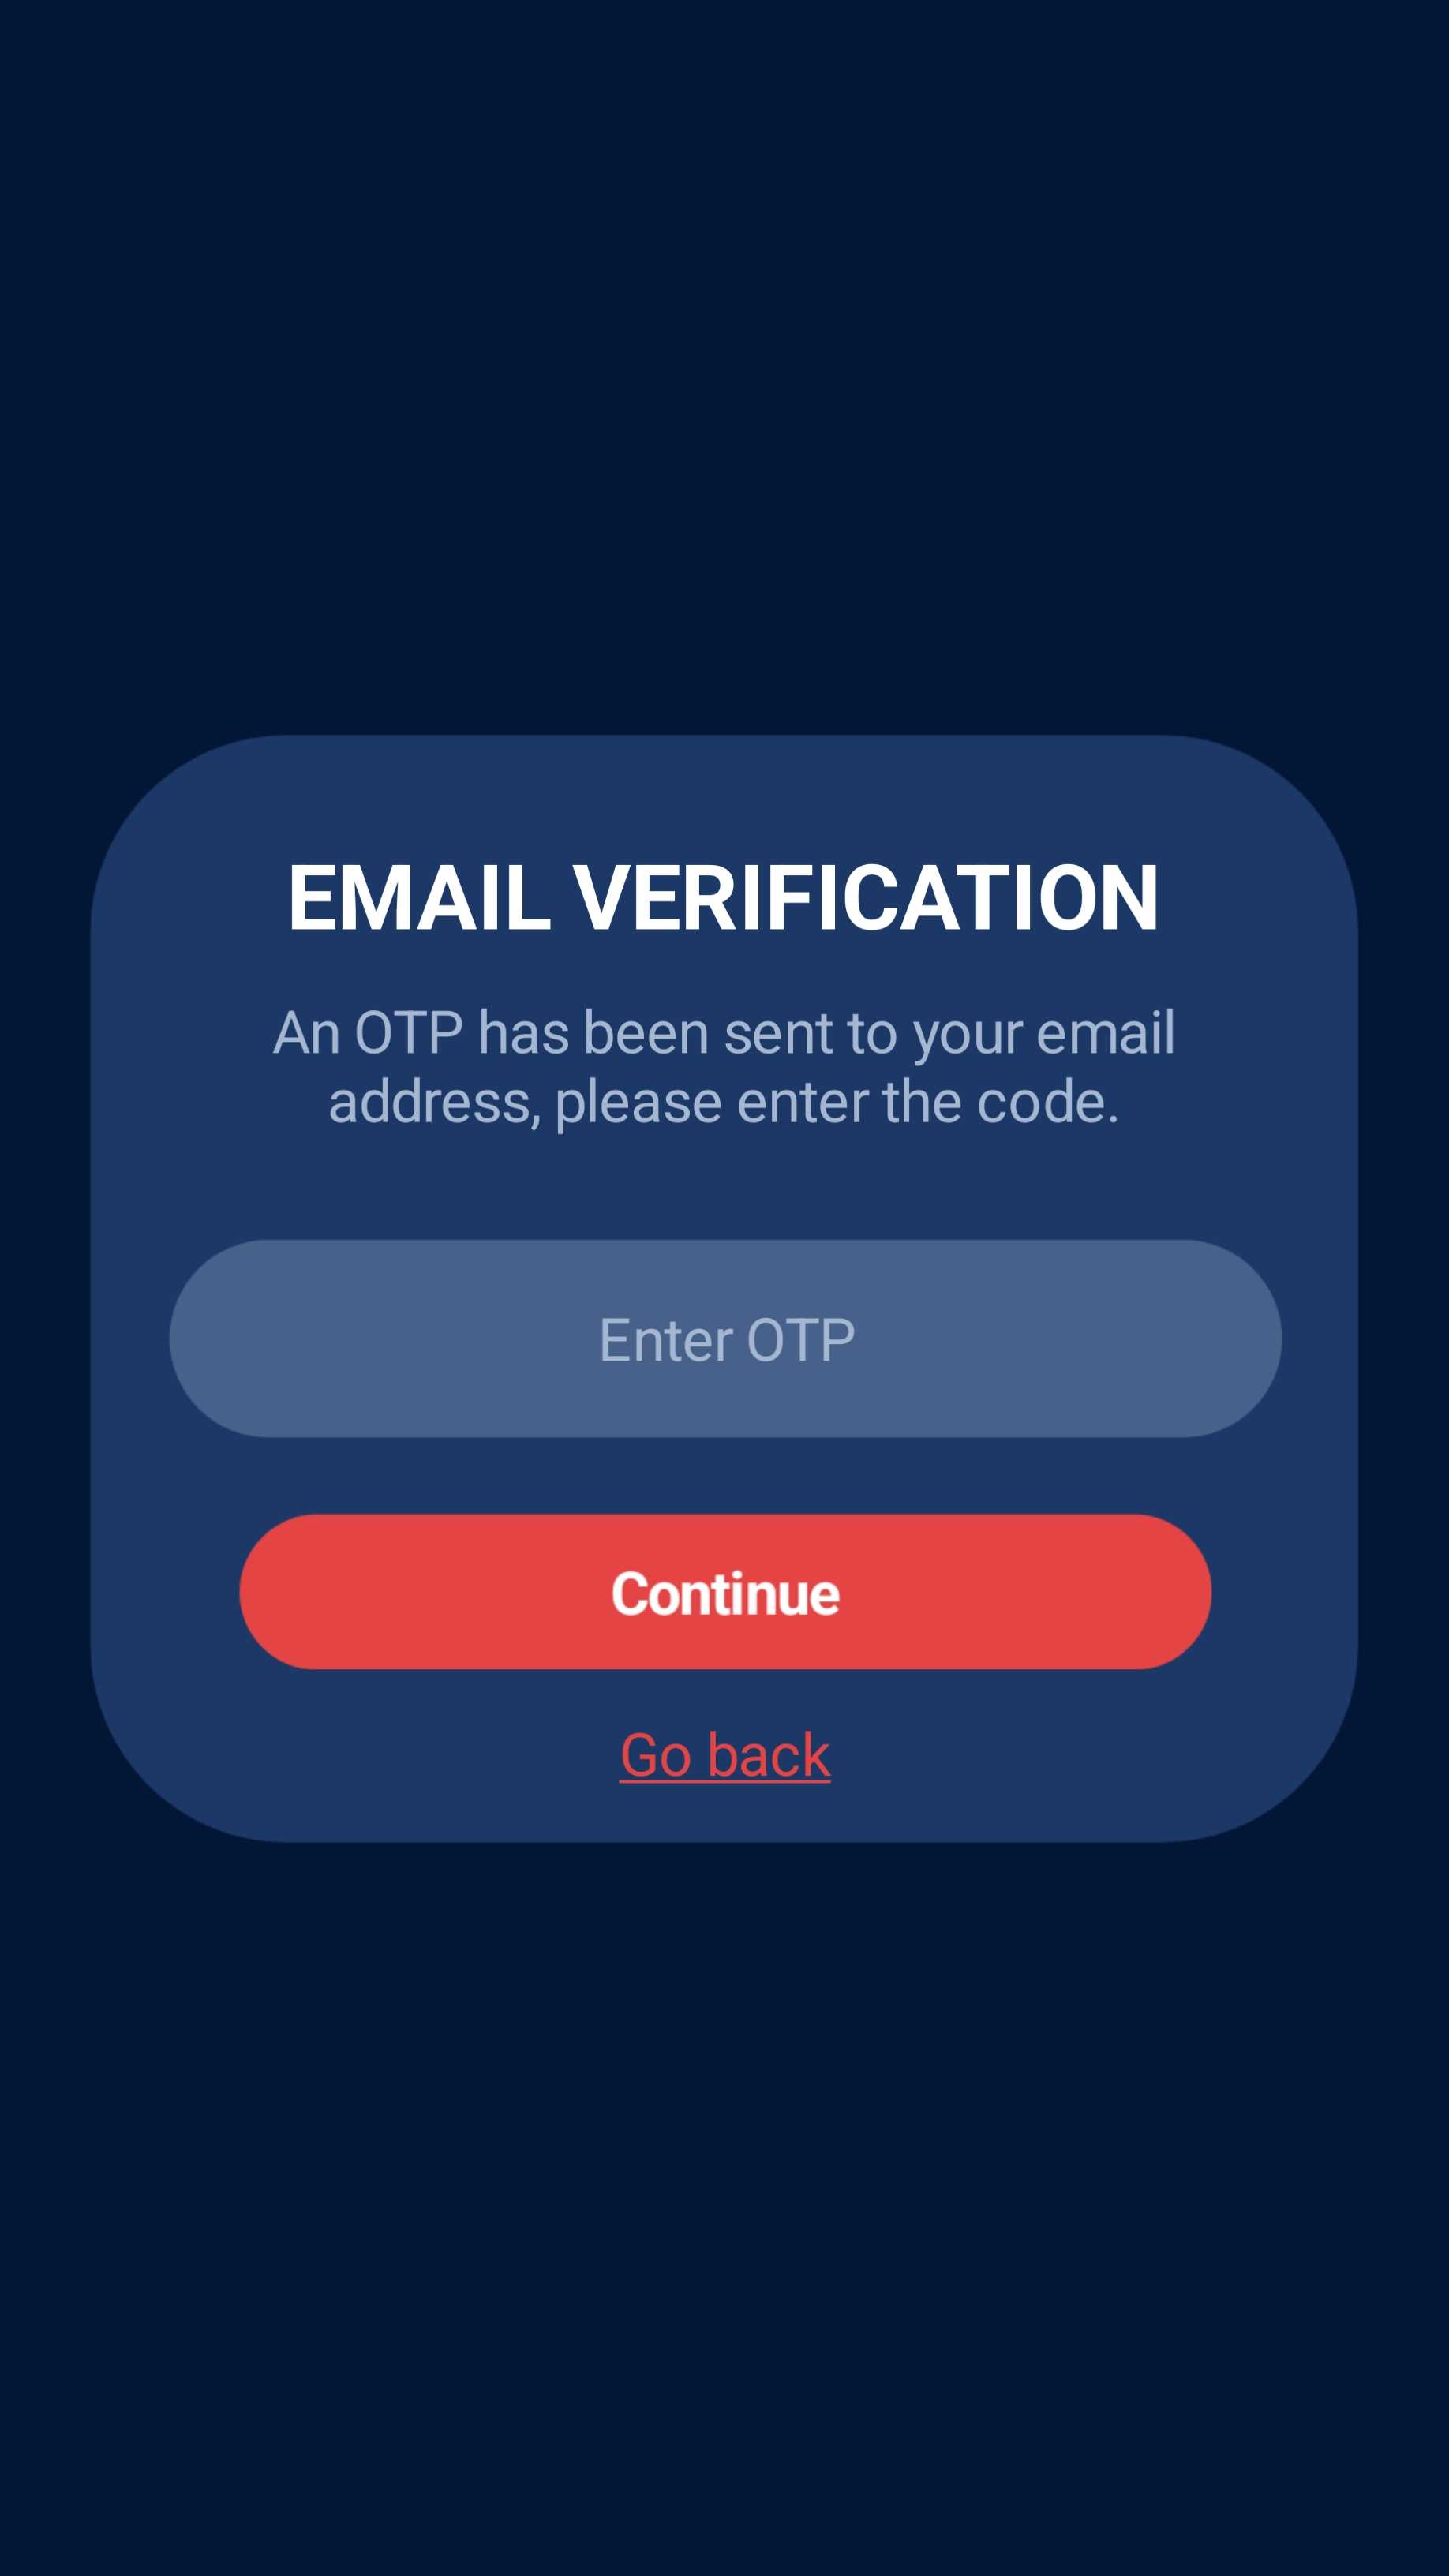 EMAIL VERIFICATION
An OTP has been sent to your email
address, please enter the code.
Enter OTP
Continue
Go back